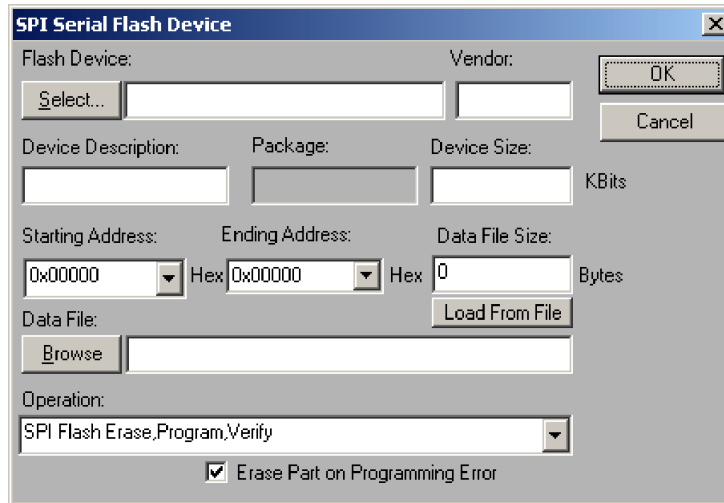 SPI Serial Flash Device
Flash Device: Vendor:
Select... OK
Cancel
Device Description: Package: Device Size:
KBits
Starting Address: Ending Address: Data File Size:
0x00000 Hex 0x00000 Hex 0 Bytes
Data File: Load From File
Browse
Operation:
SPI Flash Erase,Program,Verify
Erase Part on Programming Error